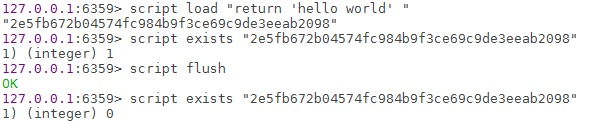 127.0.0.1:6359> script load "return 'hello world' "
"2e5fb672b04574fc984b9f3ce69c9de3eeab2098"
127.0.0.1:6359> script exists "2e5fb672b04574fc984b9f3ce69c9de3eeab2098"
1) (integer) 1
127.0.0.1:6359> script flush
OK
127.0.0.1:6359> script exists "2e5fb672b04574fc984b9f3ce69c9de3eeab2098"
1) (integer) 0